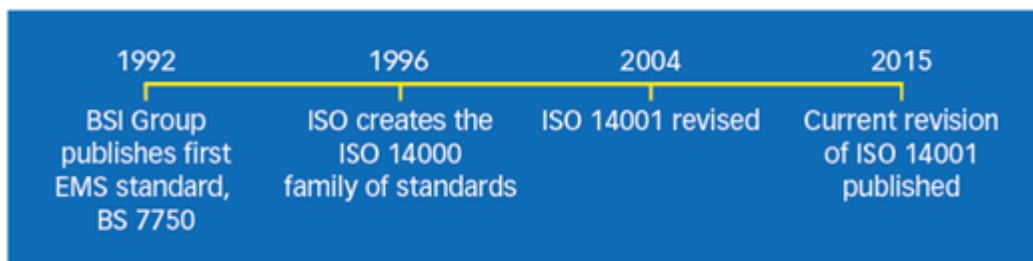 1992
BSI Group
publishes first
EMS standard,
BS 7750
1996
ISO creates the
ISO 14000
family of standards
2004
ISO 14001 revised
2015
Current revision
of ISO 14001
published